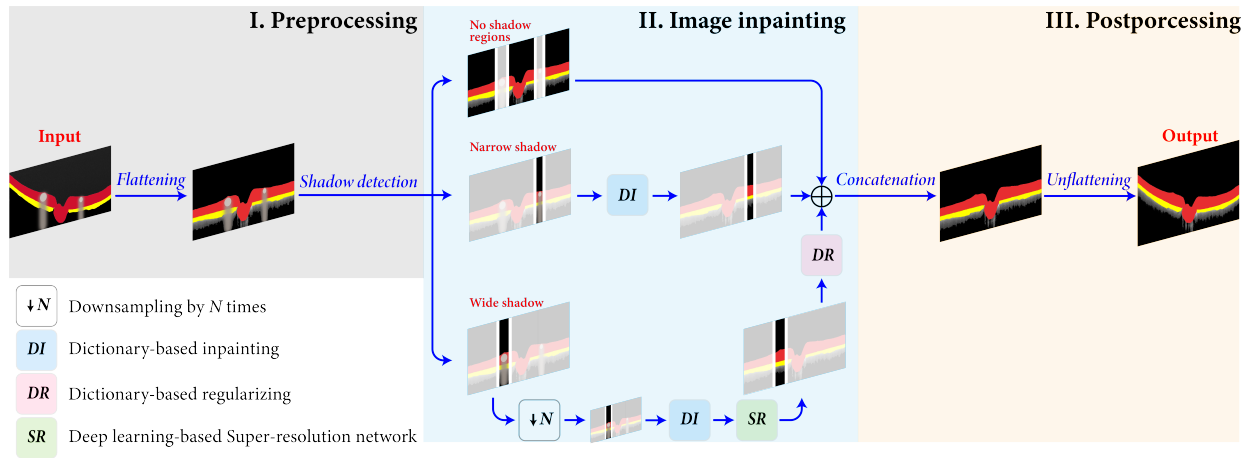 I. Preprocessing
II. Image inpainting
III. Postporcessing
No shadow
regions
Input
Flattening
Shadow detection
Narrow shadow
DI
Concatenation
Unflattening
Output
DR
Wide shadow
↓N
DI
SR
↓N Downsampling by N times
DI Dictionary-based inpainting
DR Dictionary-based regularizing
SR Deep learning-based Super-resolution network